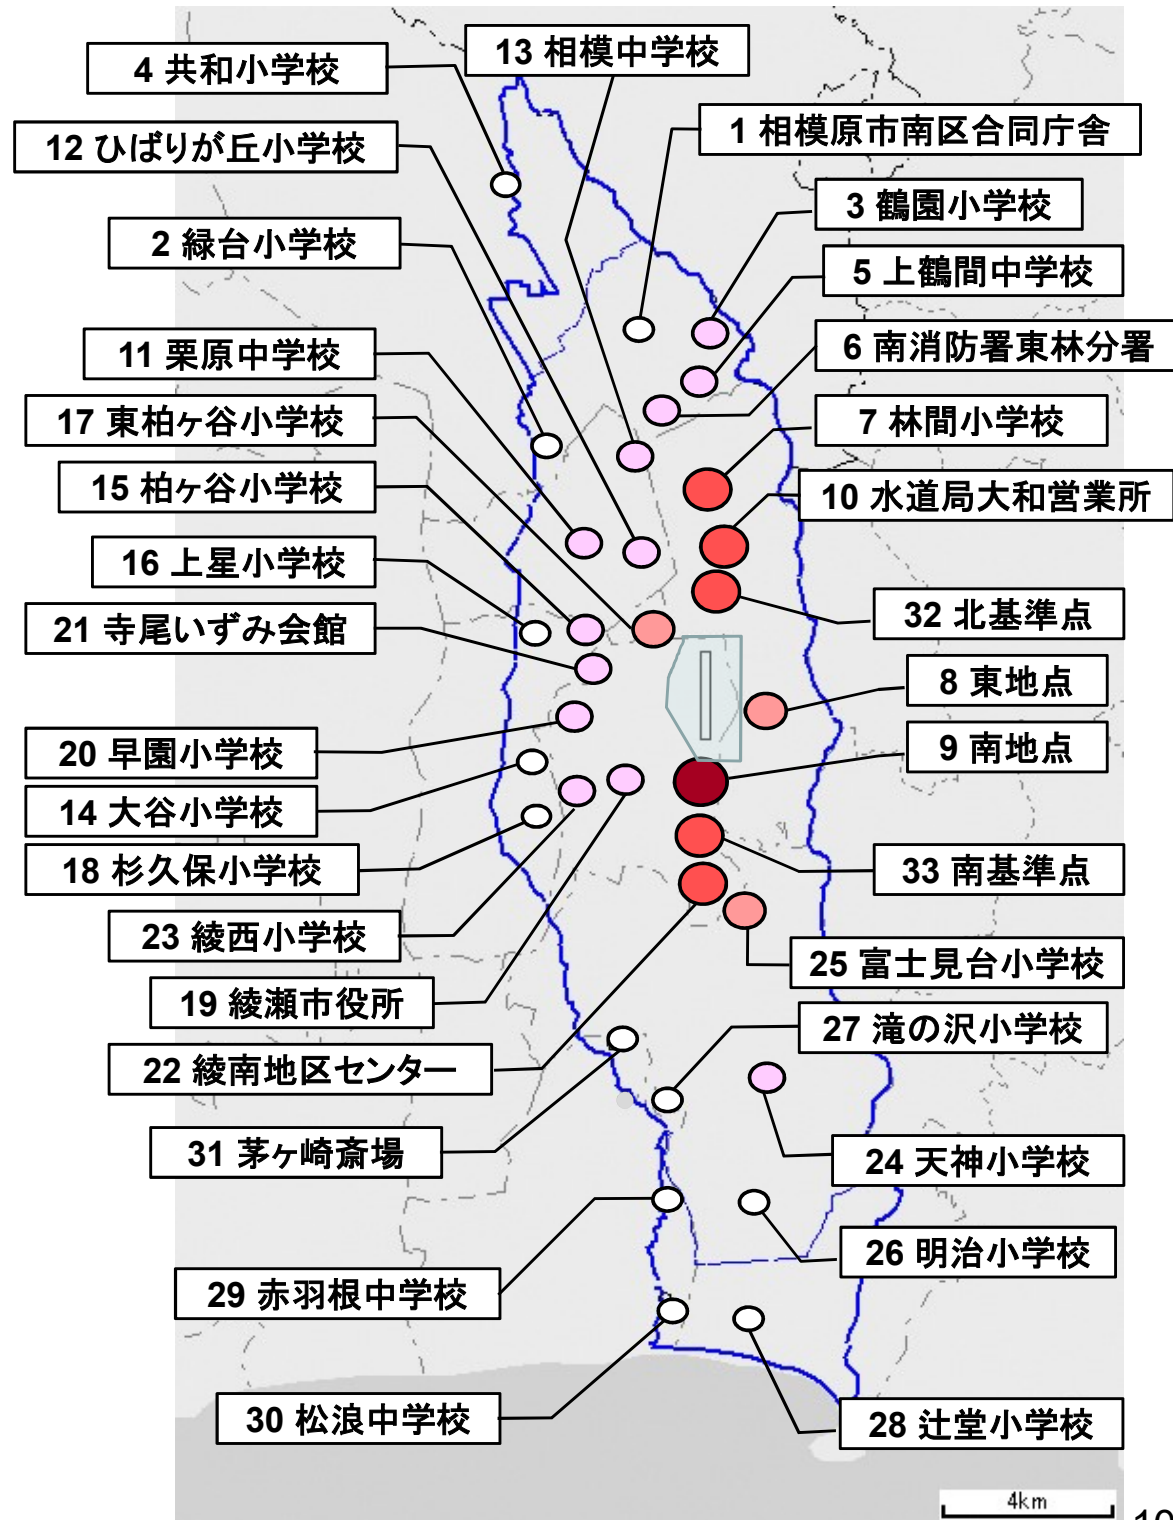 13 相模中学校
4 共和小学校
1 相模原市南区合同庁舎
12 ひばりが丘小学校
3 鶴園小学校
2 緑台小学校
5 上鶴間中学校
6 南消防署東林分署
11 栗原中学校
17 東柏ヶ谷小学校
7 林間小学校
15 柏ヶ谷小学校
10 水道局大和営業所
16 上星小学校
32 北基準点
21 寺尾いずみ会館
8 東地点
20 早園小学校
9 南地点
14 大谷小学校
18 杉久保小学校
33 南基準点
23 綾西小学校
25 富士見台小学校
19 綾瀬市役所
27 滝の沢小学校
22 綾南地区センター
31 茅ヶ崎斎場
24 天神小学校
26 明治小学校
29 赤羽根中学校
30 松浪中学校
28 辻堂小学校
4km